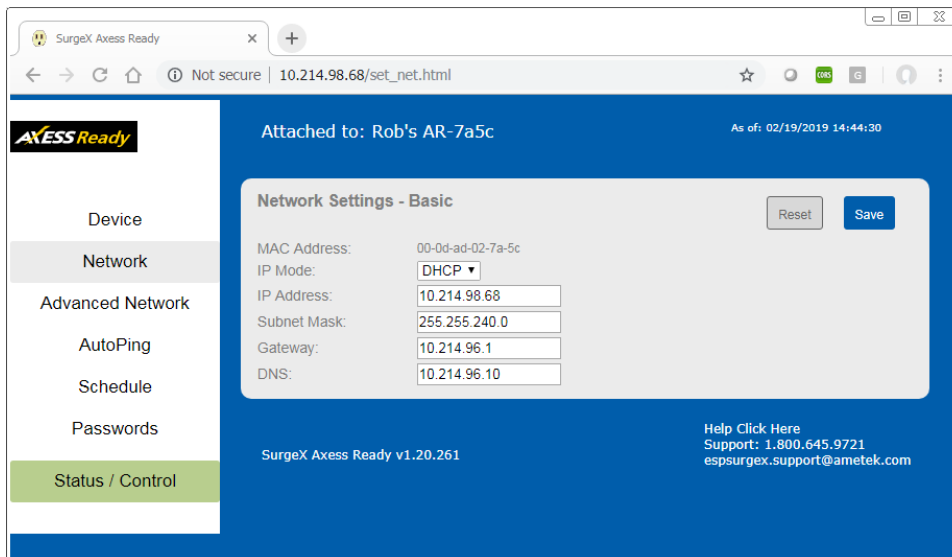 SurgeX Axess Ready
Not secure | 10.214.98.68/set_net.html
CORS
G
AXESS Ready
Attached to: Rob's AR-7a5c
As of: 02/19/2019 14:44:30
Device
Network
Advanced Network
AutoPing
Schedule
Passwords
Status / Control
Network Settings - Basic
Reset
Save
MAC Address: 00-0d-ad-02-7a-5c
IP Mode: DHCP
IP Address: 10.214.98.68
Subnet Mask: 255.255.240.0
Gateway: 10.214.96.1
DNS: 10.214.96.10
SurgeX Axess Ready v1.20.261
Help Click Here
Support: 1.800.645.9721
espsurgex.support@ametek.com